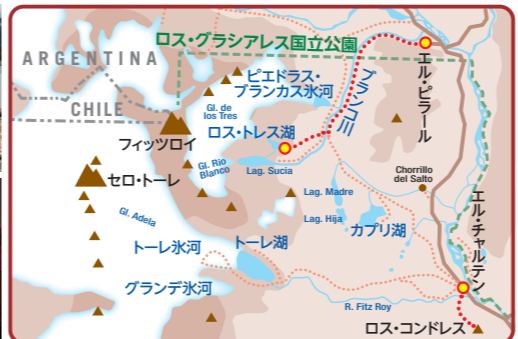 ARGENTINA
CHILE
ロス・グラシアレス国立公園
ピエドラス・
ブランカス氷河
Gl. de
los Tres
ロス・トレス湖
ブランコ川
エル・ピラール
フィッツロイ
セロ・トーレ
Gl. Rio
Blanco
Lag. Sucia
Lag. Madre
Lag. Hija
カプリ湖
Chorrillo
del Salto
エル・チャルテン
Gl. Adela
トーレ氷河
トーレ湖
グランデ氷河
R. Fitz Roy
ロス・コンドレス